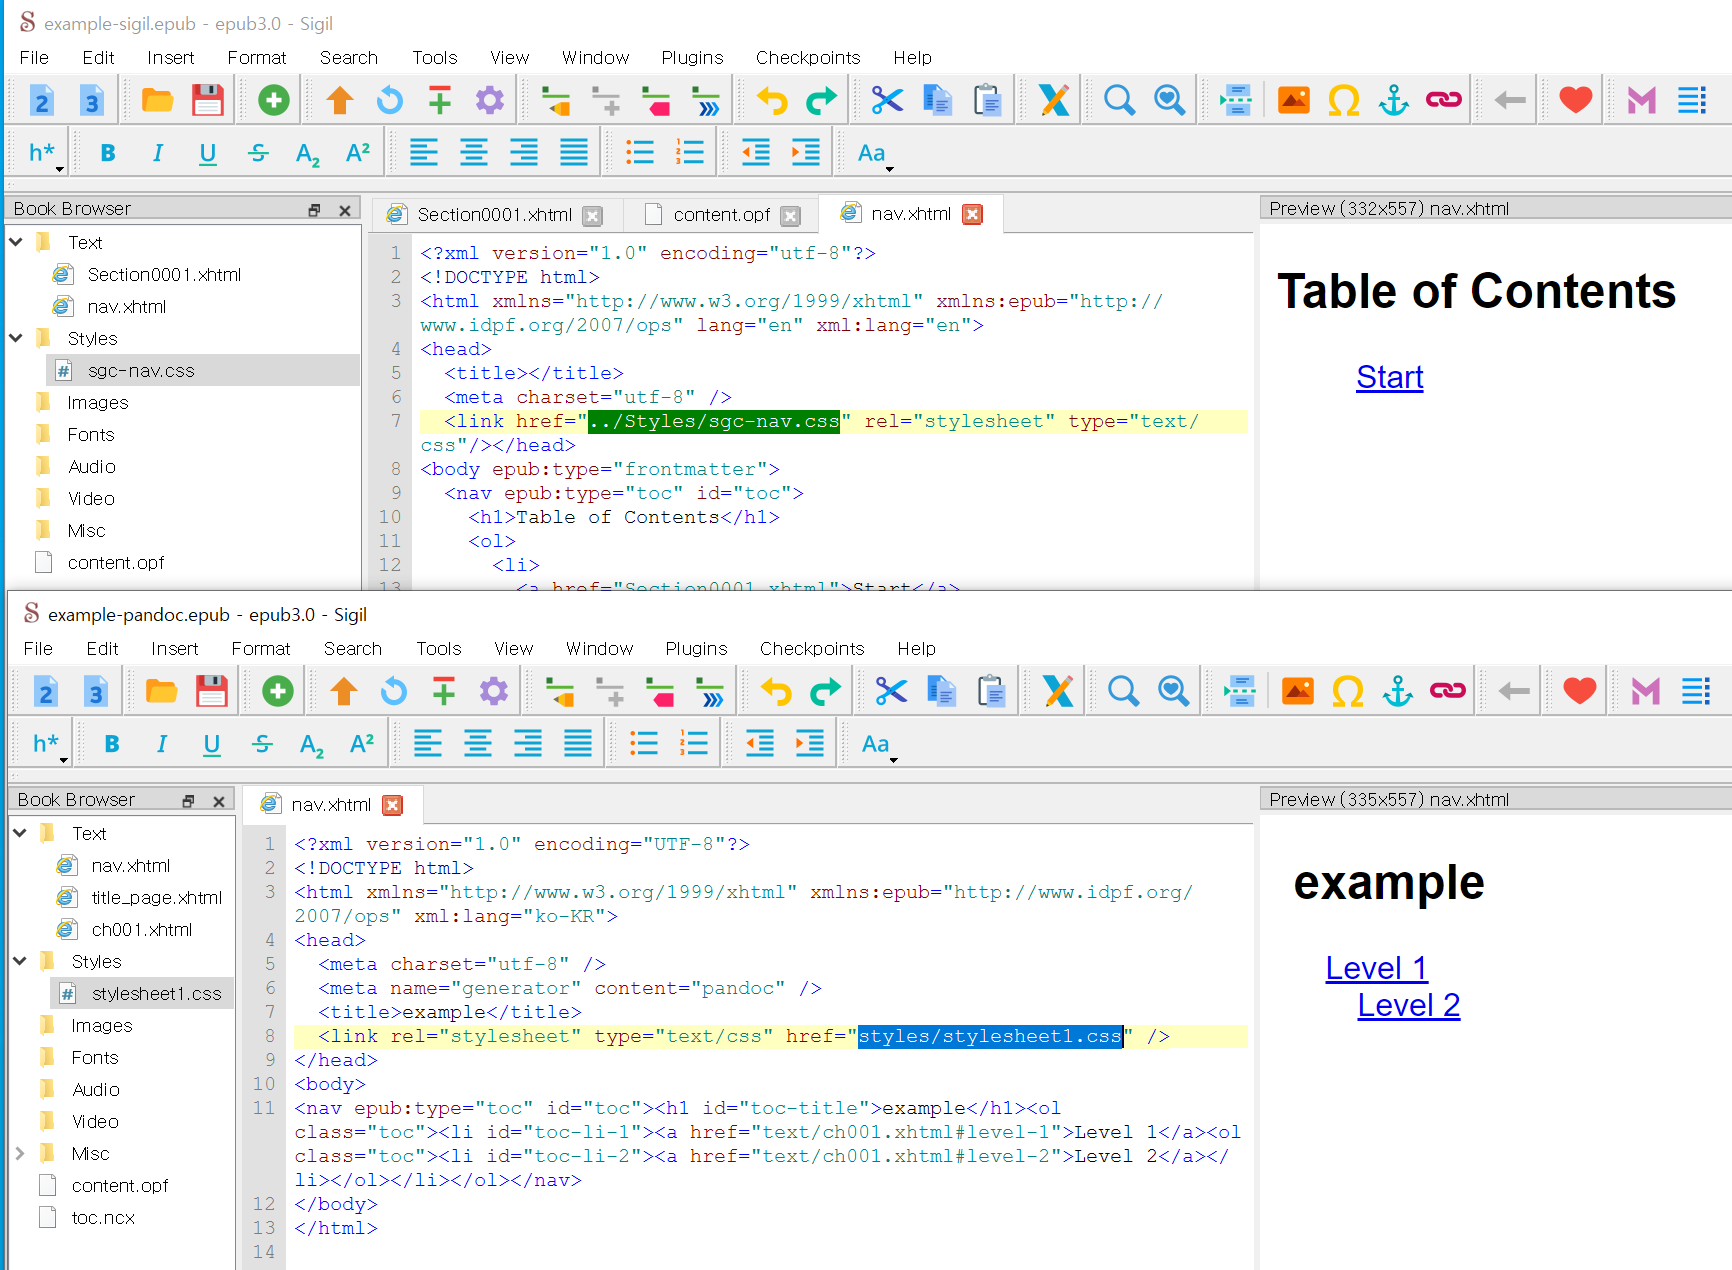 example-sigil.epub - epub3.0 - Sigil
File Edit Insert Format Search Tools View Window Plugins Checkpoints Help
2 3
h* B I U S A2 A2 Aa
Book Browser
Text
Section0001.xhtml
nav.xhtml
Styles
sgc-nav.css
Images
Fonts
Audio
Video
Misc
content.opf
Section0001.xhtml content.opf nav.xhtml
1 <?xml version="1.0" encoding="utf-8"?>
2 <!DOCTYPE html>
3 <html xmlns="http://www.w3.org/1999/xhtml" xmlns:epub="http://
www.idpf.org/2007/ops" lang="en" xml:lang="en">
4 <head>
5 <title></title>
6 <meta charset="utf-8" />
7 <link href="../Styles/sgc-nav.css" rel="stylesheet" type="text/
css"/></head>
8 <body epub:type="frontmatter">
9 <nav epub:type="toc" id="toc">
10 <h1>Table of Contents</h1>
11 <ol>
12 <li>
13 <a href="Section0001.xhtml">Start</a>
Preview (332x557) nav.xhtml
Table of Contents
Start
example-pandoc.epub - epub3.0 - Sigil
File Edit Insert Format Search Tools View Window Plugins Checkpoints Help
2 3
h* B I U S A2 A2 Aa
Book Browser
Text
nav.xhtml
title_page.xhtml
ch001.xhtml
Styles
stylesheet1.css
Images
Fonts
Audio
Video
Misc
content.opf
toc.ncx
nav.xhtml
1 <?xml version="1.0" encoding="UTF-8"?>
2 <!DOCTYPE html>
3 <html xmlns="http://www.w3.org/1999/xhtml" xmlns:epub="http://www.idpf.org/
2007/ops" xml:lang="ko-KR">
4 <head>
5 <meta charset="utf-8" />
6 <meta name="generator" content="pandoc" />
7 <title>example</title>
8 <link rel="stylesheet" type="text/css" href="styles/stylesheet1.css" />
9 </head>
10 <body>
11 <nav epub:type="toc" id="toc"><h1 id="toc-title">example</h1><ol
class="toc"><li id="toc-li-1"><a href="text/ch001.xhtml#level-1">Level 1</a><ol
class="toc"><li id="toc-li-2"><a href="text/ch001.xhtml#level-2">Level 2</a></
li></ol></li></ol></nav>
12 </body>
13 </html>
14
Preview (335x557) nav.xhtml
example
Level 1
Level 2